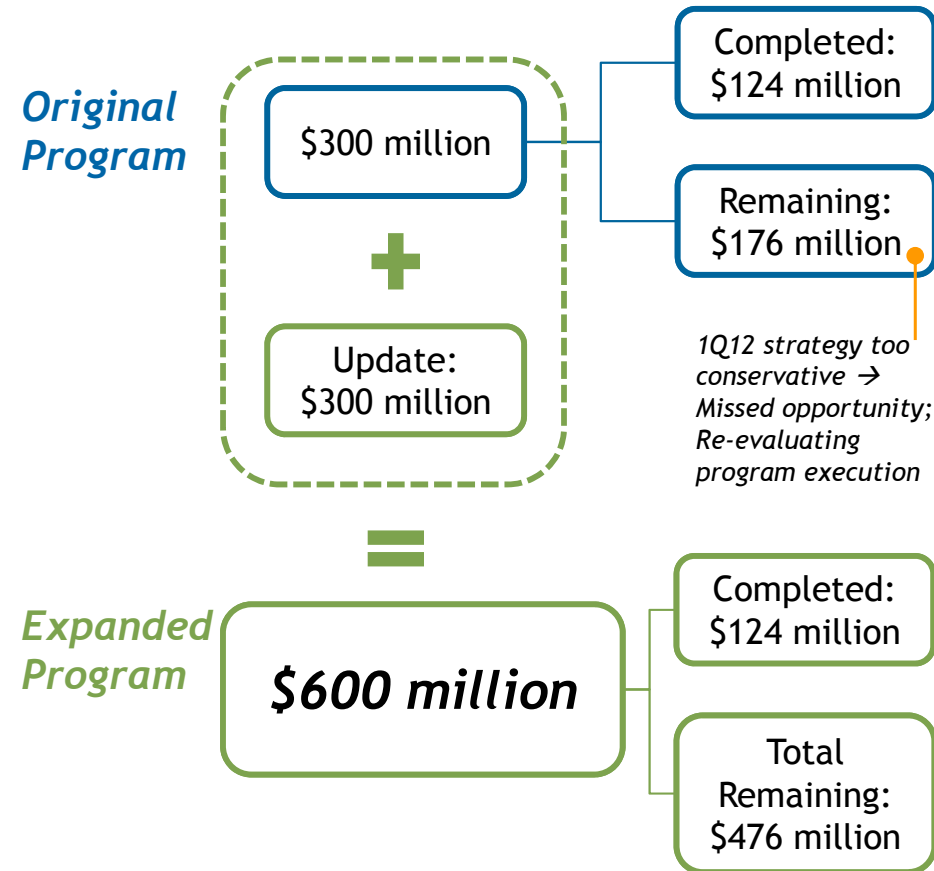 Original
Program
$300 million
+
Update:
$300 million
Completed:
$124 million
Remaining:
$176 million
1Q12 strategy too
conservative →
Missed opportunity;
Re-evaluating
program execution
=
Expanded
Program
$600 million
Completed:
$124 million
Total
Remaining:
$476 million